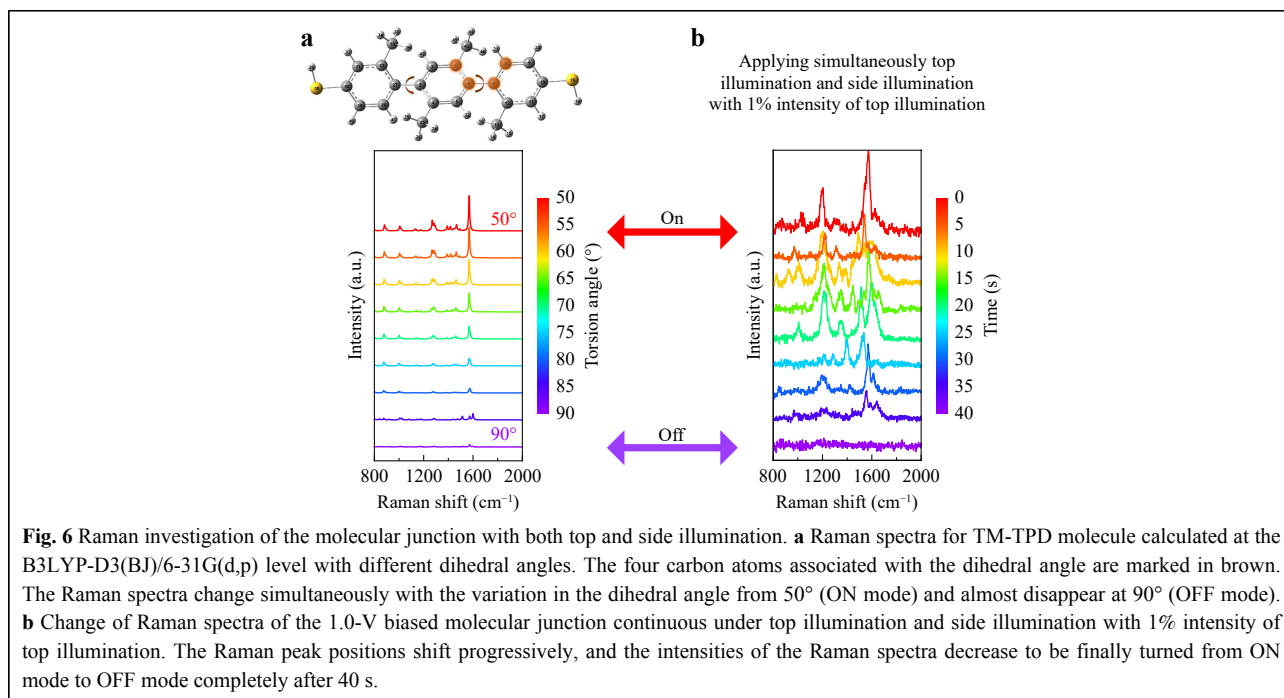 a
b
Applying simultaneously top
illumination and side illumination
with 1% intensity of top illumination
50°
90°
Intensity (a.u.)
800 1200 1600 2000
Raman shift (cm−1)
50
55
60
65
70
75
80
85
90
Torsion angle (°)
On
Off
Intensity (a.u.)
800 1200 1600 2000
Raman shift (cm−1)
0
5
10
15
20
25
30
35
40
Time (s)
Fig. 6 Raman investigation of the molecular junction with both top and side illumination. a Raman spectra for TM-TPD molecule calculated at the
B3LYP-D3(BJ)/6-31G(d,p) level with different dihedral angles. The four carbon atoms associated with the dihedral angle are marked in brown.
The Raman spectra change simultaneously with the variation in the dihedral angle from 50° (ON mode) and almost disappear at 90° (OFF mode).
b Change of Raman spectra of the 1.0-V biased molecular junction continuous under top illumination and side illumination with 1% intensity of
top illumination. The Raman peak positions shift progressively, and the intensities of the Raman spectra decrease to be finally turned from ON
mode to OFF mode completely after 40 s.